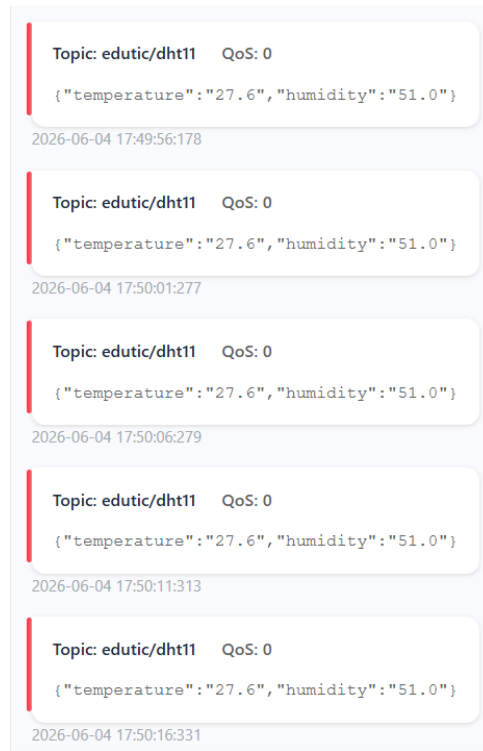 Topic: edutic/dht11 QoS: 0
{"temperature":"27.6","humidity":"51.0"}
2026-06-04 17:49:56:178
Topic: edutic/dht11 QoS: 0
{"temperature":"27.6","humidity":"51.0"}
2026-06-04 17:50:01:277
Topic: edutic/dht11 QoS: 0
{"temperature":"27.6","humidity":"51.0"}
2026-06-04 17:50:06:279
Topic: edutic/dht11 QoS: 0
{"temperature":"27.6","humidity":"51.0"}
2026-06-04 17:50:11:313
Topic: edutic/dht11 QoS: 0
{"temperature":"27.6","humidity":"51.0"}
2026-06-04 17:50:16:331